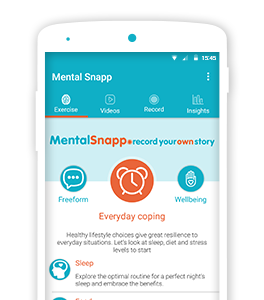 15:45
Mental Snapp
Exercise Videos Record Insights
MentalSnapp record your own story
Freeform Wellbeing
Everyday coping
Healthy lifestyle choices give great resilience to
everyday situations. Let's look at sleep, diet and stress
levels to start
Sleep
Explore the optimal routine for a perfect night's
sleep and embrace the benefits.